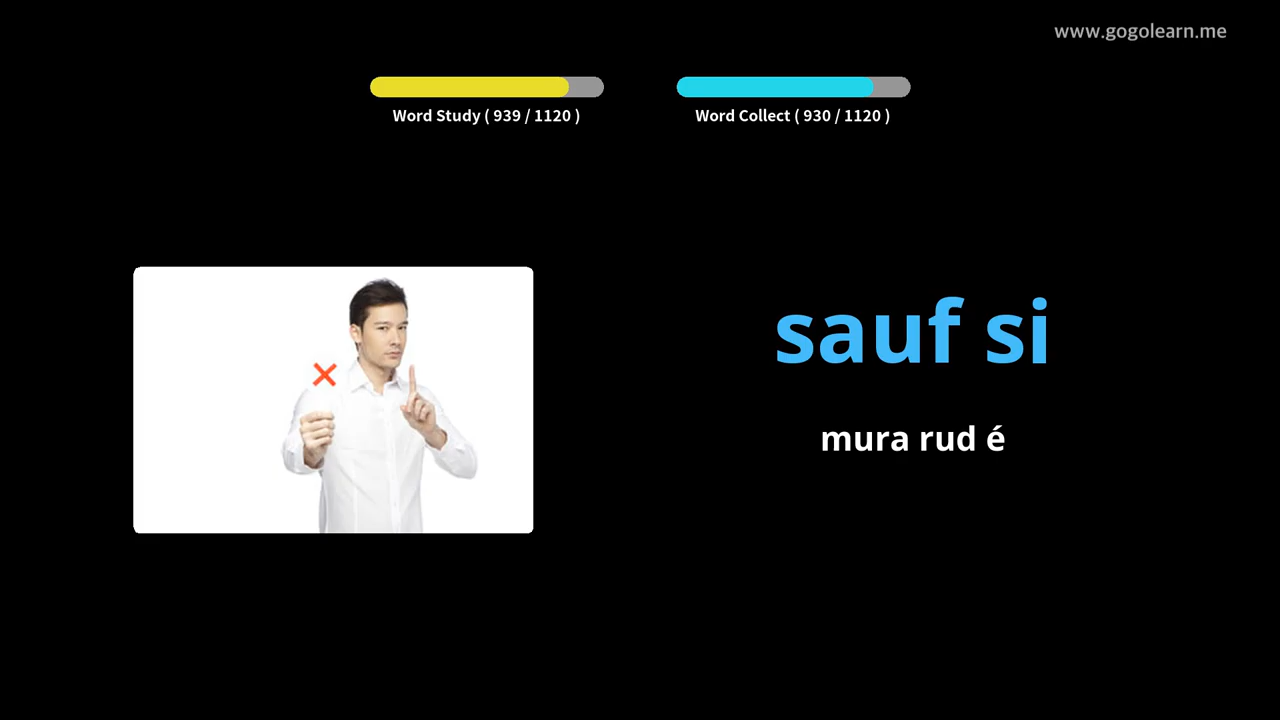 www.gogolearn.me
Word Study ( 939 / 1120 )
Word Collect ( 930 / 1120 )
sauf si
mura rud é